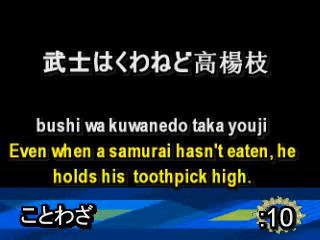 武士はくわねど高楊枝
bushi wa kuwanedo taka youji
Even when a samurai hasn't eaten, he
holds his toothpick high.
ことわざ
:10